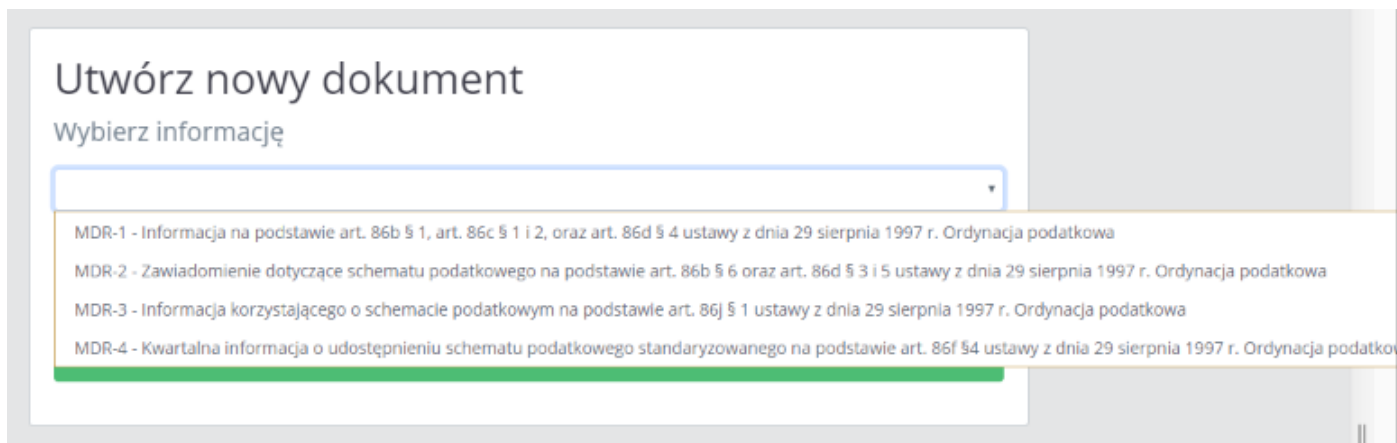 Utwórz nowy dokument
Wybierz informację
MDR-1 - Informacja na podstawie art. 86b § 1, art. 86c § 1 i 2, oraz art. 86d § 4 ustawy z dnia 29 sierpnia 1997 r. Ordynacja podatkowa
MDR-2 - Zawiadomienie dotyczące schematu podatkowego na podstawie art. 86b § 6 oraz art. 86d § 3 i 5 ustawy z dnia 29 sierpnia 1997 r. Ordynacja podatkowa
MDR-3 - Informacja korzystającego o schemacie podatkowym na podstawie art. 86j § 1 ustawy z dnia 29 sierpnia 1997 r. Ordynacja podatkowa
MDR-4 - Kwartalna informacja o udostępnieniu schematu podatkowego standaryzowanego na podstawie art. 86f §4 ustawy z dnia 29 sierpnia 1997 r. Ordynacja